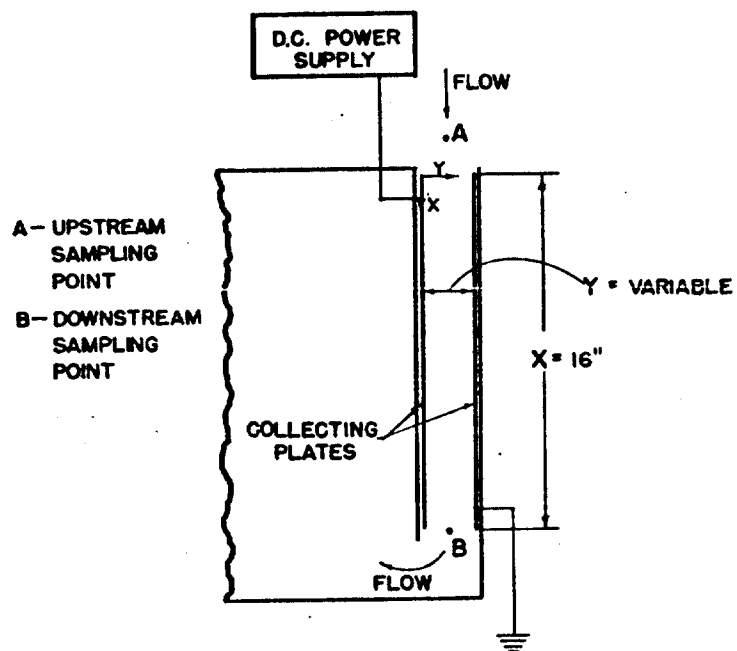 D.C. POWER
SUPPLY
FLOW
.A
Y
X
A - UPSTREAM
SAMPLING
POINT
B - DOWNSTREAM
SAMPLING
POINT
Y = VARIABLE
X = 16"
COLLECTING
PLATES
B
FLOW